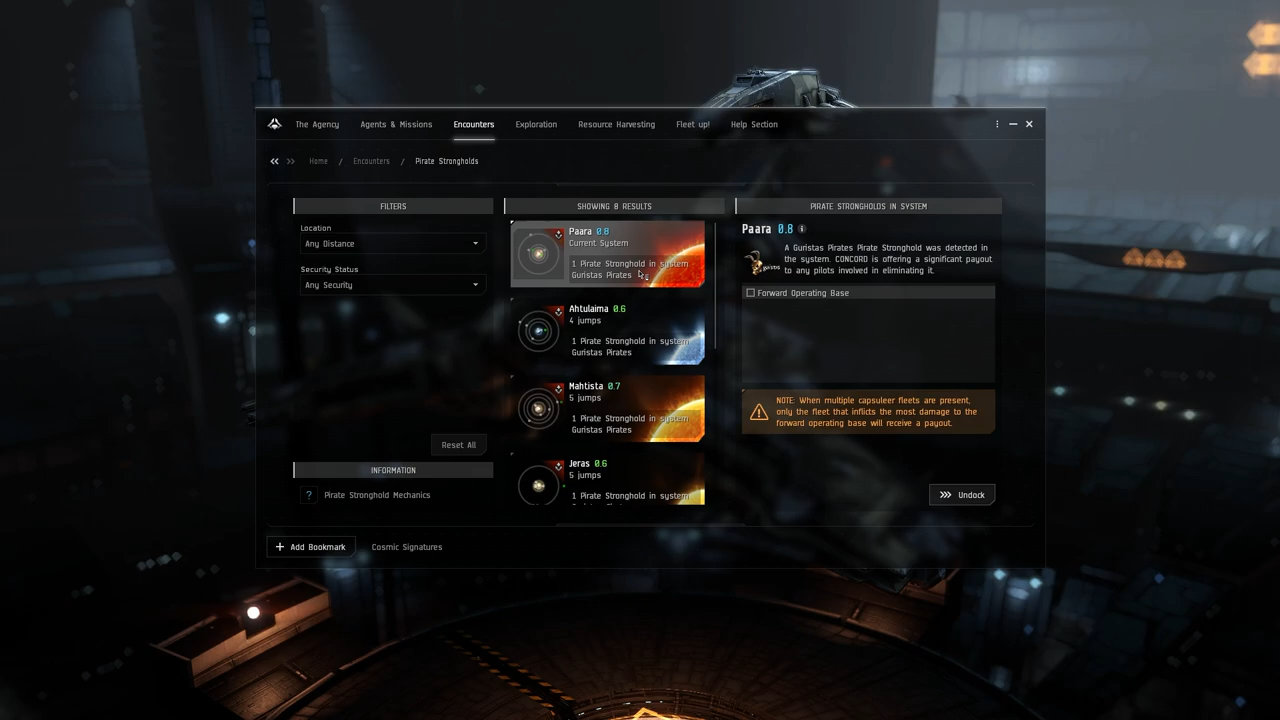 The Agency
Agents & Missions
Encounters
Exploration
Resource Harvesting
Fleet up!
Help Section
Home / Encounters / Pirate Strongholds
FILTERS
Location
Any Distance
Security Status
Any Security
Reset All
INFORMATION
? Pirate Stronghold Mechanics
SHOWING 8 RESULTS
Paara 0.8
Current System
1 Pirate Stronghold in system
Guristas Pirates
Ahtulaima 0.6
4 jumps
1 Pirate Stronghold in system
Guristas Pirates
Mahtista 0.7
5 jumps
1 Pirate Stronghold in system
Guristas Pirates
Jeras 0.6
5 jumps
1 Pirate Stronghold in system
PIRATE STRONGHOLDS IN SYSTEM
Paara 0.8
A Guristas Pirates Pirate Stronghold was detected in
the system. CONCORD is offering a significant payout
to any pilots involved in eliminating it.
Forward Operating Base
NOTE: When multiple capsuleer fleets are present,
only the fleet that inflicts the most damage to the
forward operating base will receive a payout.
Undock
+ Add Bookmark
Cosmic Signatures